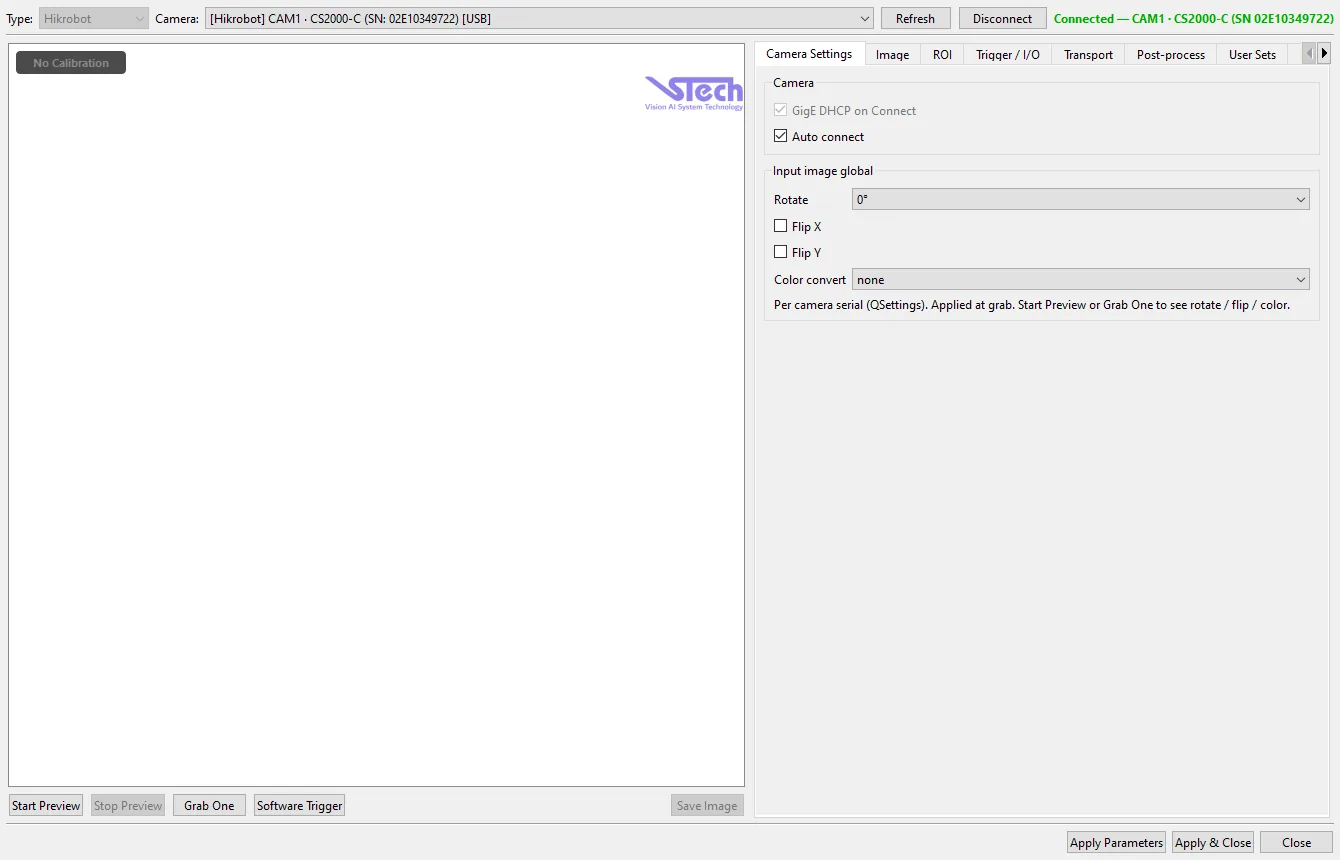 Type: Hikrobot Camera: [Hikrobot] CAM1 · CS2000-C (SN: 02E10349722) [USB] Refresh Disconnect Connected — CAM1 · CS2000-C (SN 02E10349722)
No Calibration
VSTech
Vision AI System Technology
Camera Settings Image ROI Trigger / I/O Transport Post-process User Sets
Camera
GigE DHCP on Connect
Auto connect
Input image global
Rotate 0°
Flip X
Flip Y
Color convert none
Per camera serial (QSettings). Applied at grab. Start Preview or Grab One to see rotate / flip / color.
Start Preview Stop Preview Grab One Software Trigger Save Image
Apply Parameters Apply & Close Close